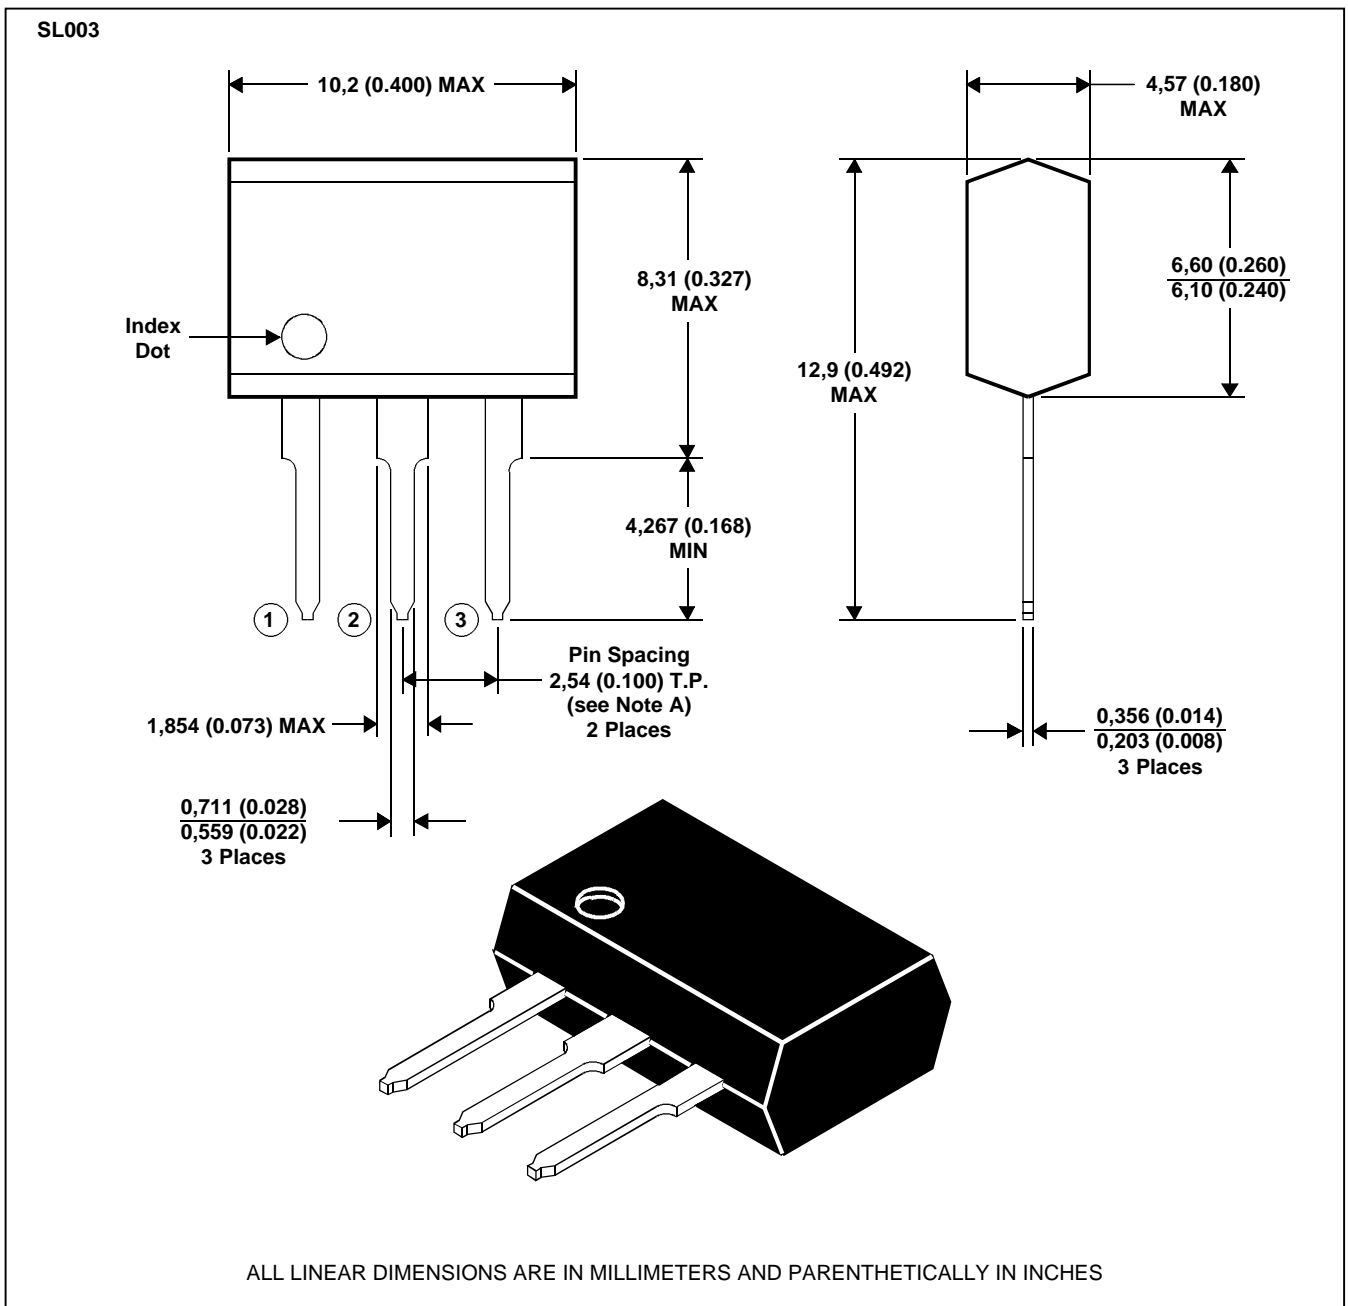 SL003
10,2 (0.400) MAX
4,57 (0.180)
MAX
8,31 (0.327)
MAX
6,60 (0.260)
6,10 (0.240)
Index
Dot
12,9 (0.492)
MAX
4,267 (0.168)
MIN
1
2
3
Pin Spacing
2,54 (0.100) T.P.
(see Note A)
2 Places
1,854 (0.073) MAX
0,356 (0.014)
0,203 (0.008)
3 Places
0,711 (0.028)
0,559 (0.022)
3 Places
ALL LINEAR DIMENSIONS ARE IN MILLIMETERS AND PARENTHETICALLY IN INCHES